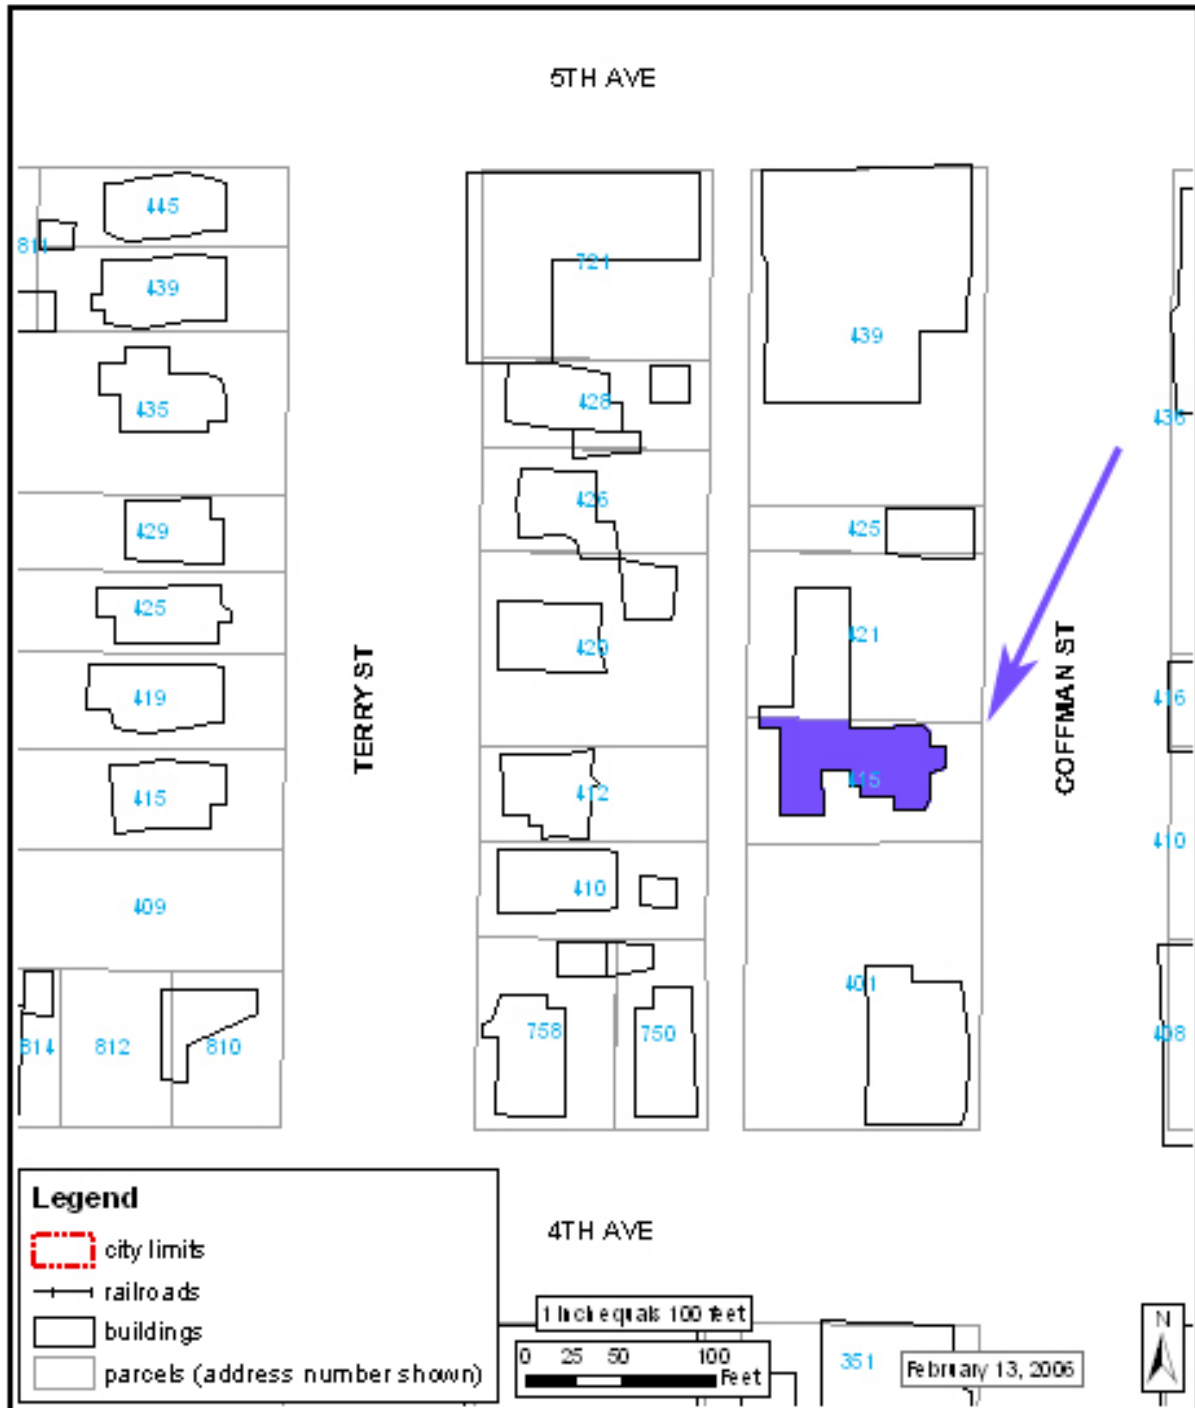 5TH AVE
445
811
439
721
439
435
428
436
426
429
425
425
420
421
419
416
415
412
415
410
410
409
401
814
812
810
758
750
408
TERRY ST
COFFMAN ST
Legend
city limits
railroads
buildings
parcels (address number shown)
4TH AVE
1 Inch equals 100 feet
0 25 50 100
Feet
351
February 13, 2006
N